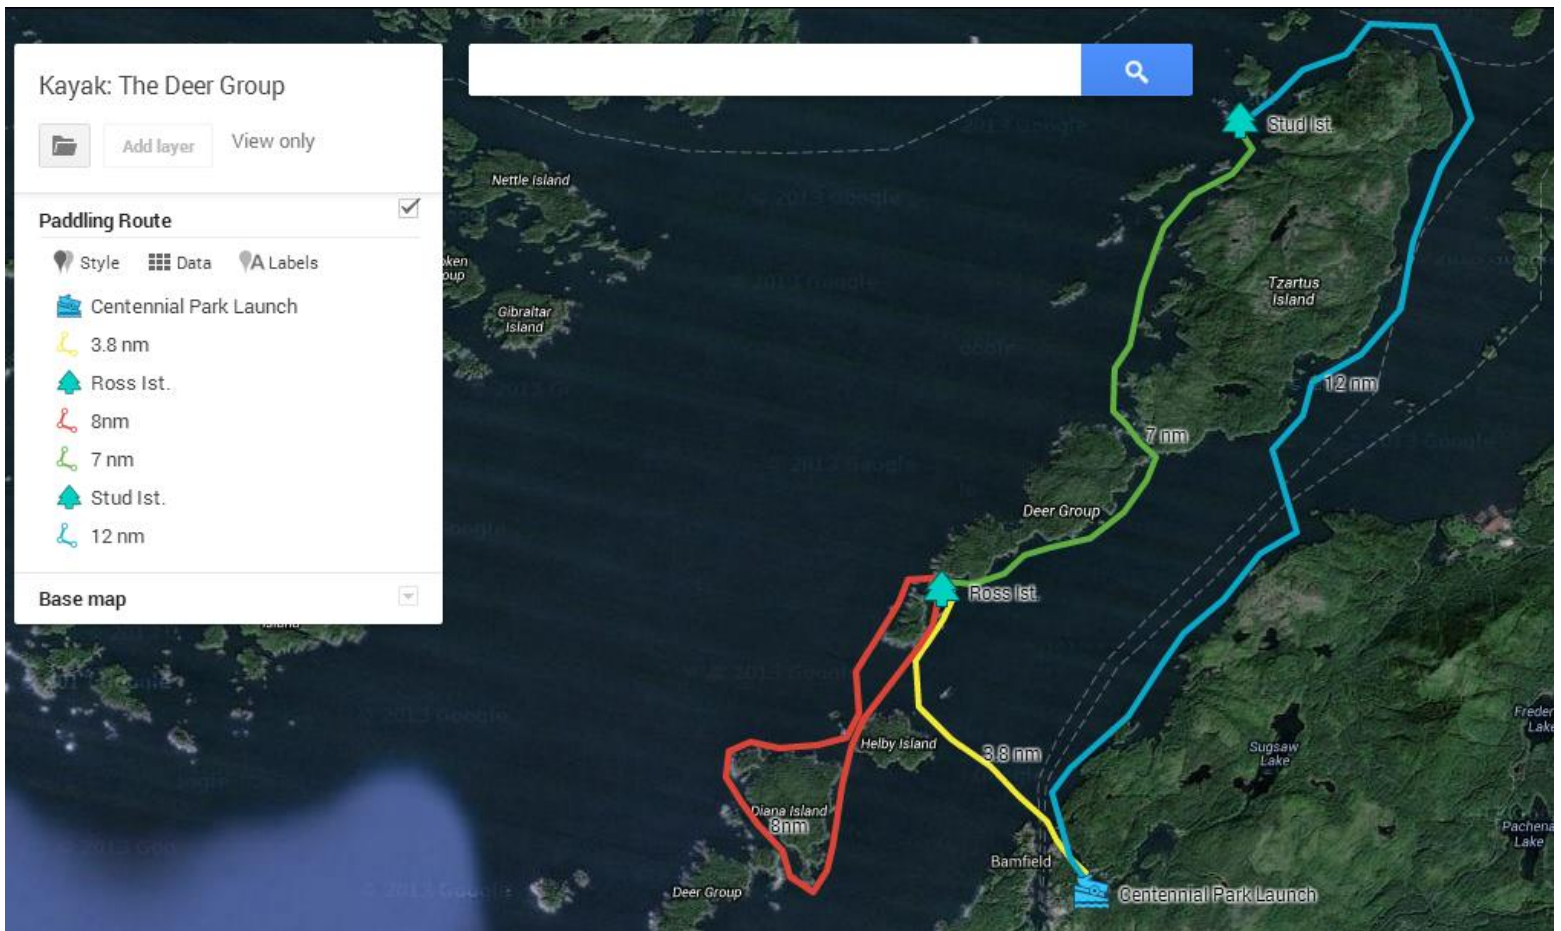 Kayak: The Deer Group
Add layer
View only
Paddling Route
Style
Data
A Labels
Centennial Park Launch
3.8 nm
Ross Ist.
8nm
7 nm
Stud Ist.
12 nm
Base map
Stud Ist.
Nettle Island
Tzartus
Island
Gibraltar
Island
12 nm
7 nm
Deer Group
Ross Ist.
Helby Island
3.8 nm
Sugsaw
Lake
Lake
Diana Island
8nm
Lake
Bamfield
Deer Group
Centennial Park Launch